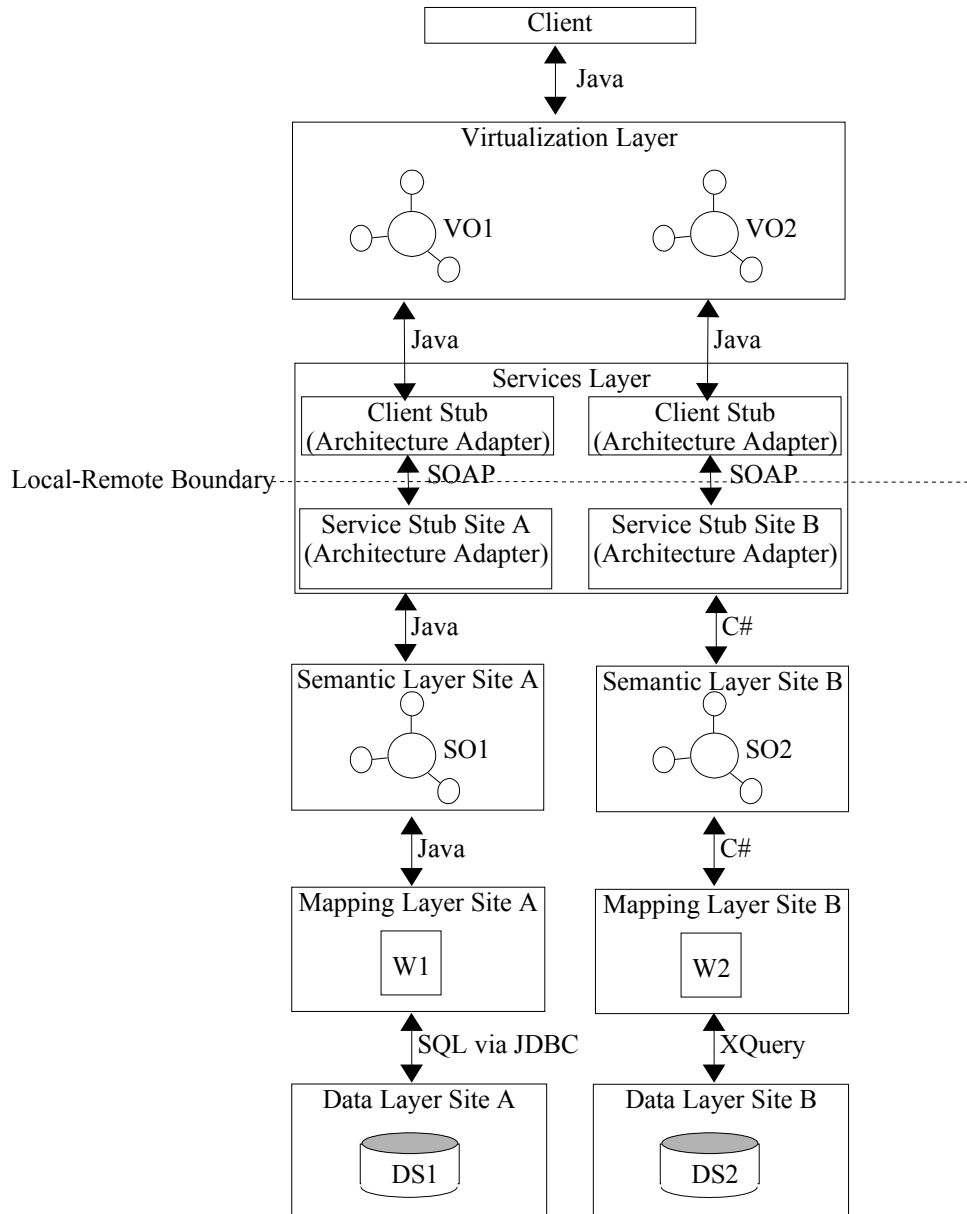 Client
Java
Virtualization Layer
VO1
VO2
Java
Java
Services Layer
Client Stub
(Architecture Adapter)
Client Stub
(Architecture Adapter)
SOAP
SOAP
Local-Remote Boundary
Service Stub Site A
(Architecture Adapter)
Service Stub Site B
(Architecture Adapter)
Java
C#
Semantic Layer Site A
SO1
Semantic Layer Site B
SO2
Java
C#
Mapping Layer Site A
W1
Mapping Layer Site B
W2
SQL via JDBC
XQuery
Data Layer Site A
DS1
Data Layer Site B
DS2